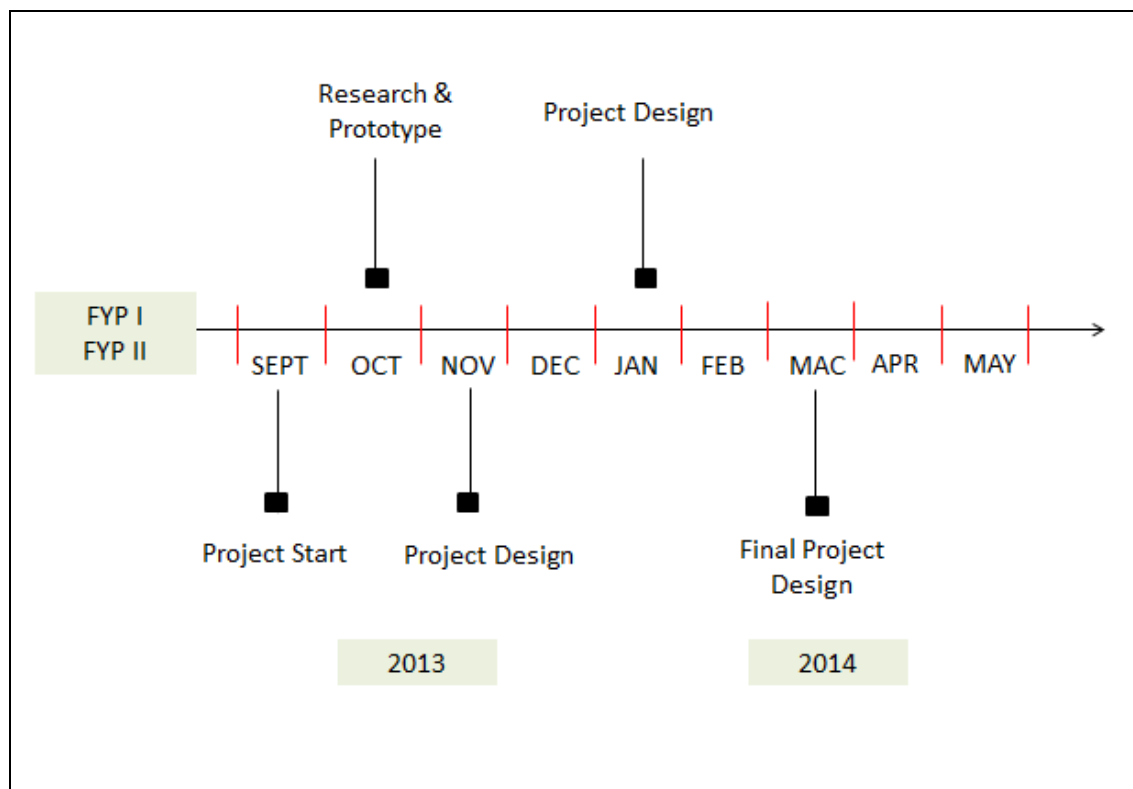 Research &
Prototype
Project Design
FYP I
FYP II
SEPT OCT NOV DEC JAN FEB MAC APR MAY
Project Start
Project Design
Final Project
Design
2013
2014